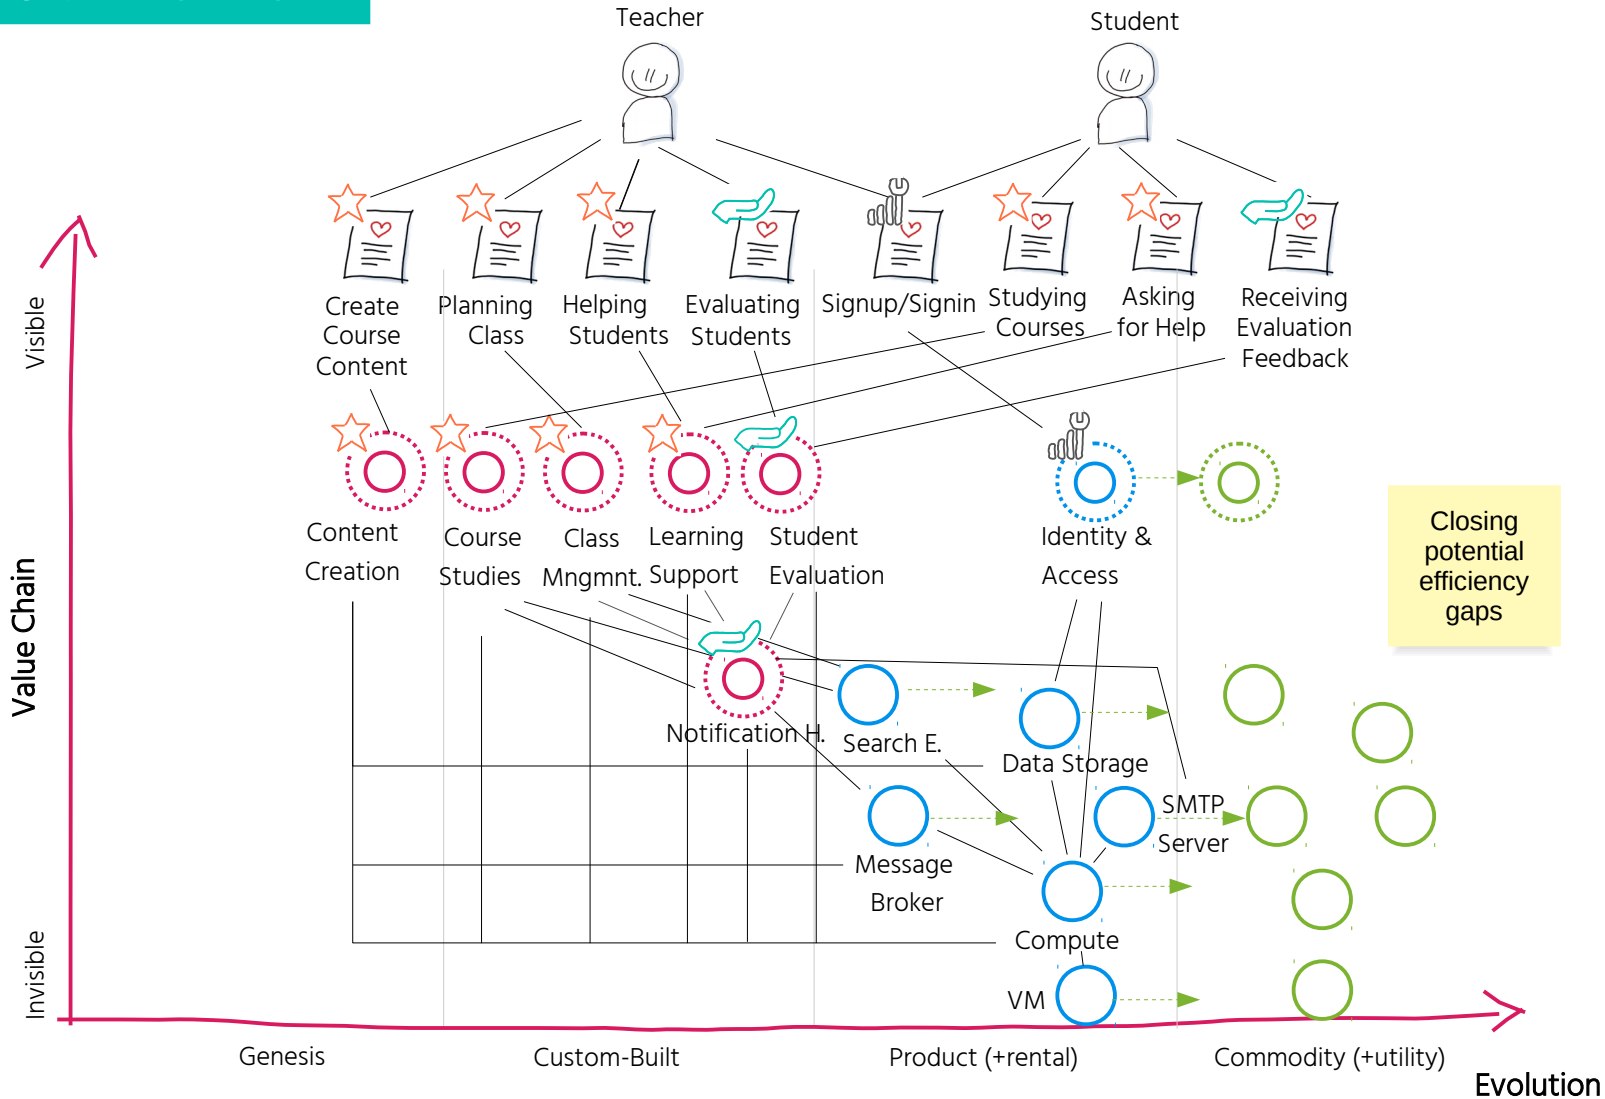 Teacher
Student
Create
Course
Content
Planning
Class
Helping
Students
Evaluating
Students
Signup/Signin
Studying
Courses
Asking
for Help
Receiving
Evaluation
Feedback
Visible
Value Chain
Invisible
Content
Creation
Course
Studies
Class
Mngmnt.
Learning
Support
Student
Evaluation
Identity &
Access
Closing
potential
efficiency
gaps
Notification H.
Search E.
Data Storage
SMTP
Server
Message
Broker
Compute
VM
Genesis
Custom-Built
Product (+rental)
Commodity (+utility)
Evolution